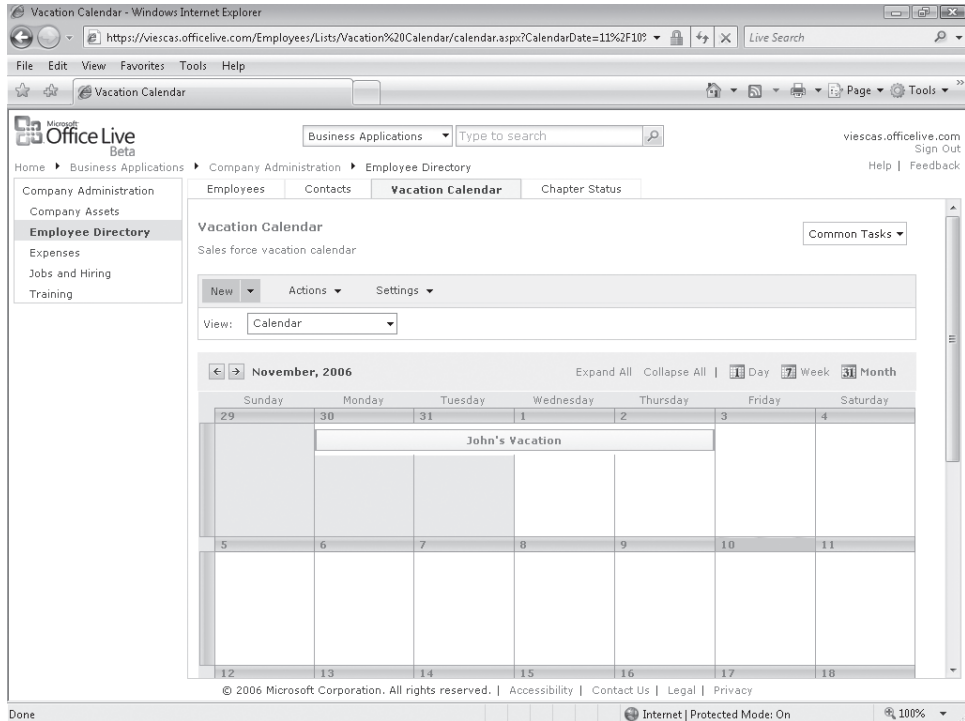 Vacation Calendar - Windows Internet Explorer
https://viescas.officelive.com/Employees/Lists/Vacation%20Calendar/calendar.aspx?CalendarDate=11%2F10%
Live Search
File Edit View Favorites Tools Help
Vacation Calendar
Page Tools
Microsoft
Office Live
Beta
Business Applications
Type to search
viescas.officelive.com
Sign Out
Home Business Applications Company Administration Employee Directory
Help | Feedback
Company Administration
Company Assets
Employee Directory
Expenses
Jobs and Hiring
Training
Employees Contacts Vacation Calendar Chapter Status
Vacation Calendar
Sales force vacation calendar
Common Tasks
New Actions Settings
View: Calendar
November, 2006
Expand All Collapse All | 1 Day 7 Week 31 Month
Sunday Monday Tuesday Wednesday Thursday Friday Saturday
29 30 31 1 2 3 4
John's Vacation
5 6 7 8 9 10 11
12 13 14 15 16 17 18
© 2006 Microsoft Corporation. All rights reserved. | Accessibility | Contact Us | Legal | Privacy
Done
Internet | Protected Mode: On
100%